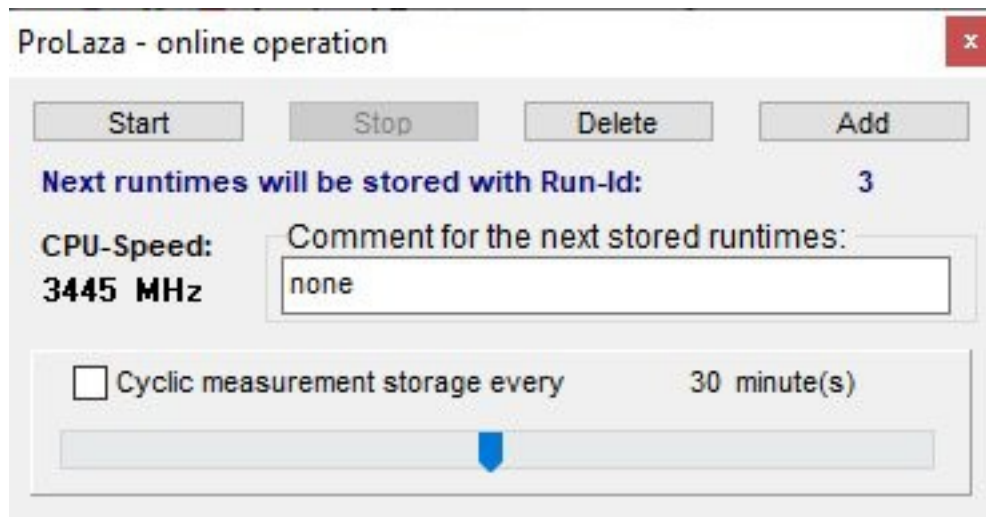 ProLaza - online operation x
Start Stop Delete Add
Next runtimes will be stored with Run-Id: 3
CPU-Speed:
3445 MHz
Comment for the next stored runtimes:
none
Cyclic measurement storage every 30 minute(s)